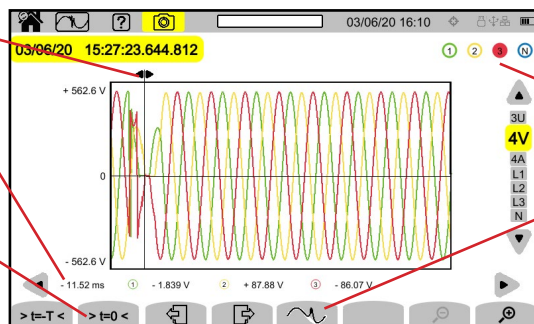 ? 03/06/20 16:10
03/06/20 15:27:23.644.812
1 2 3 N
+ 562.6 V
3U
4V
4A
0
L1
L2
L3
N
- 562.6 V
- 11.52 ms 1 - 1.839 V 2 + 87.88 V 3 - 86.07 V
> t=-T < > t=0 <